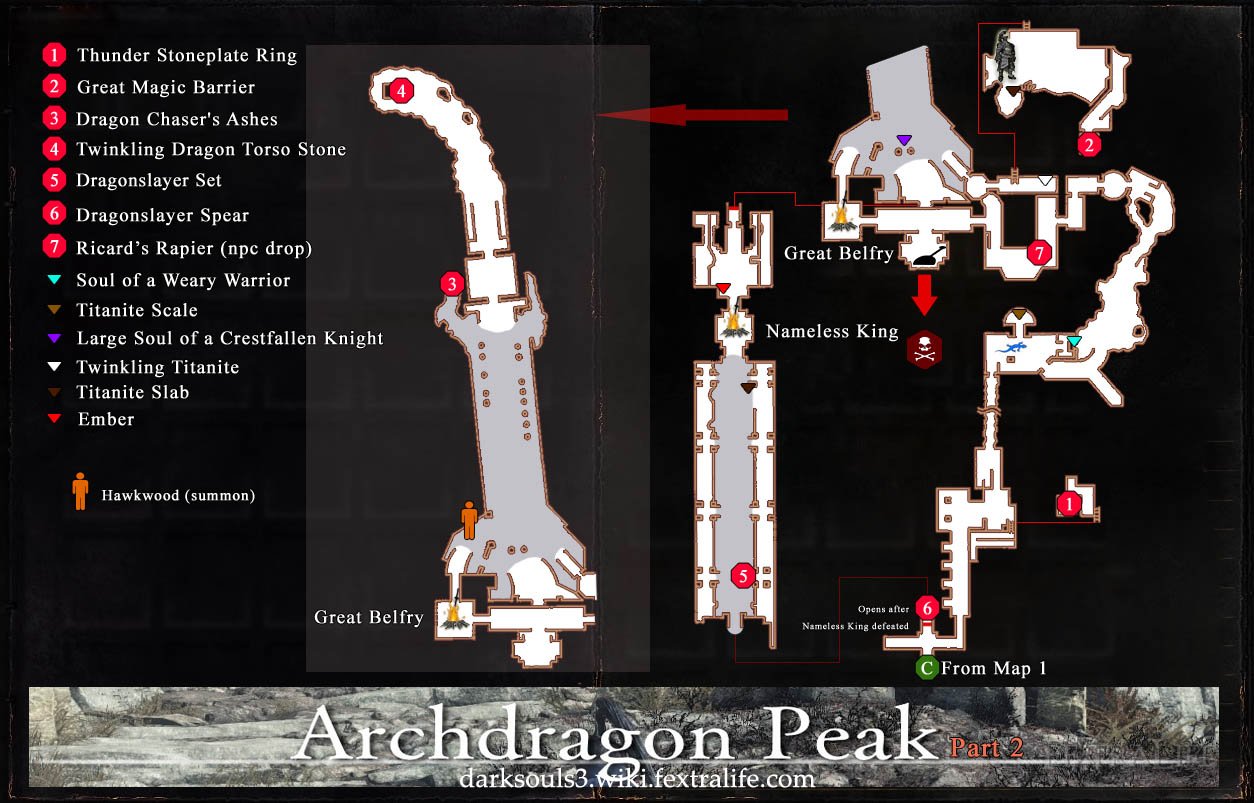 1 Thunder Stoneplate Ring
2 Great Magic Barrier
3 Dragon Chaser's Ashes
4 Twinkling Dragon Torso Stone
5 Dragonslayer Set
6 Dragonslayer Spear
7 Ricard's Rapier (npc drop)
Soul of a Weary Warrior
Titanite Scale
Large Soul of a Crestfallen Knight
Twinkling Titanite
Titanite Slab
Ember
Hawkwood (summon)
4
3
Great Belfry
2
Great Belfry
7
Nameless King
1
5
Opens after
Nameless King defeated
6
C From Map 1
Archdragon Peak Part 2
darksouls3.wiki.fextralife.com